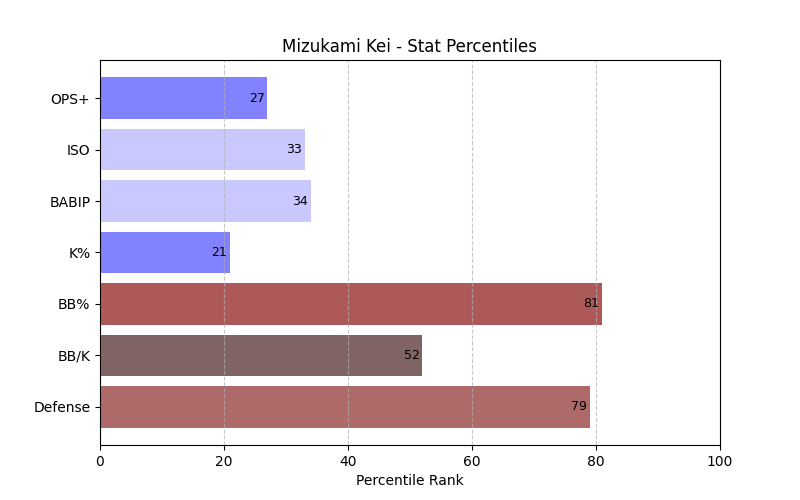 Mizukami Kei - Stat Percentiles
OPS+ 27
ISO 33
BABIP 34
K% 21
BB% 81
BB/K 52
Defense 79
0 20 40 60 80 100
Percentile Rank